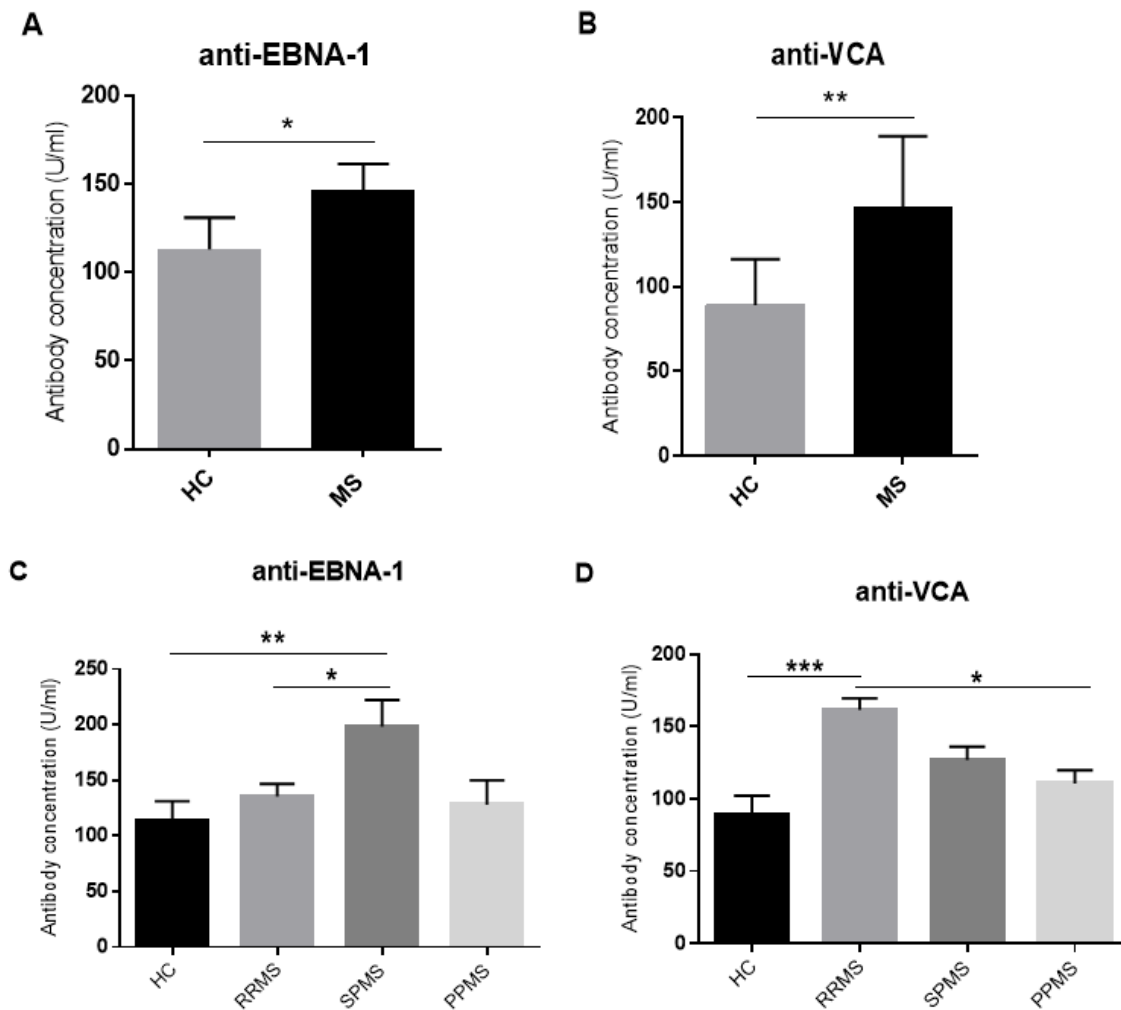 A
anti-EBNA-1
Antibody concentration (U/ml)
200
150
100
50
0
*
HC
MS
B
anti-VCA
Antibody concentration (U/ml)
200
150
100
50
0
**
HC
MS
C
anti-EBNA-1
Antibody concentration (U/ml)
250
200
150
100
50
0
**
*
HC
RRMS
SPMS
PPMS
D
anti-VCA
Antibody concentration (U/ml)
200
150
100
50
0
***
*
HC
RRMS
SPMS
PPMS